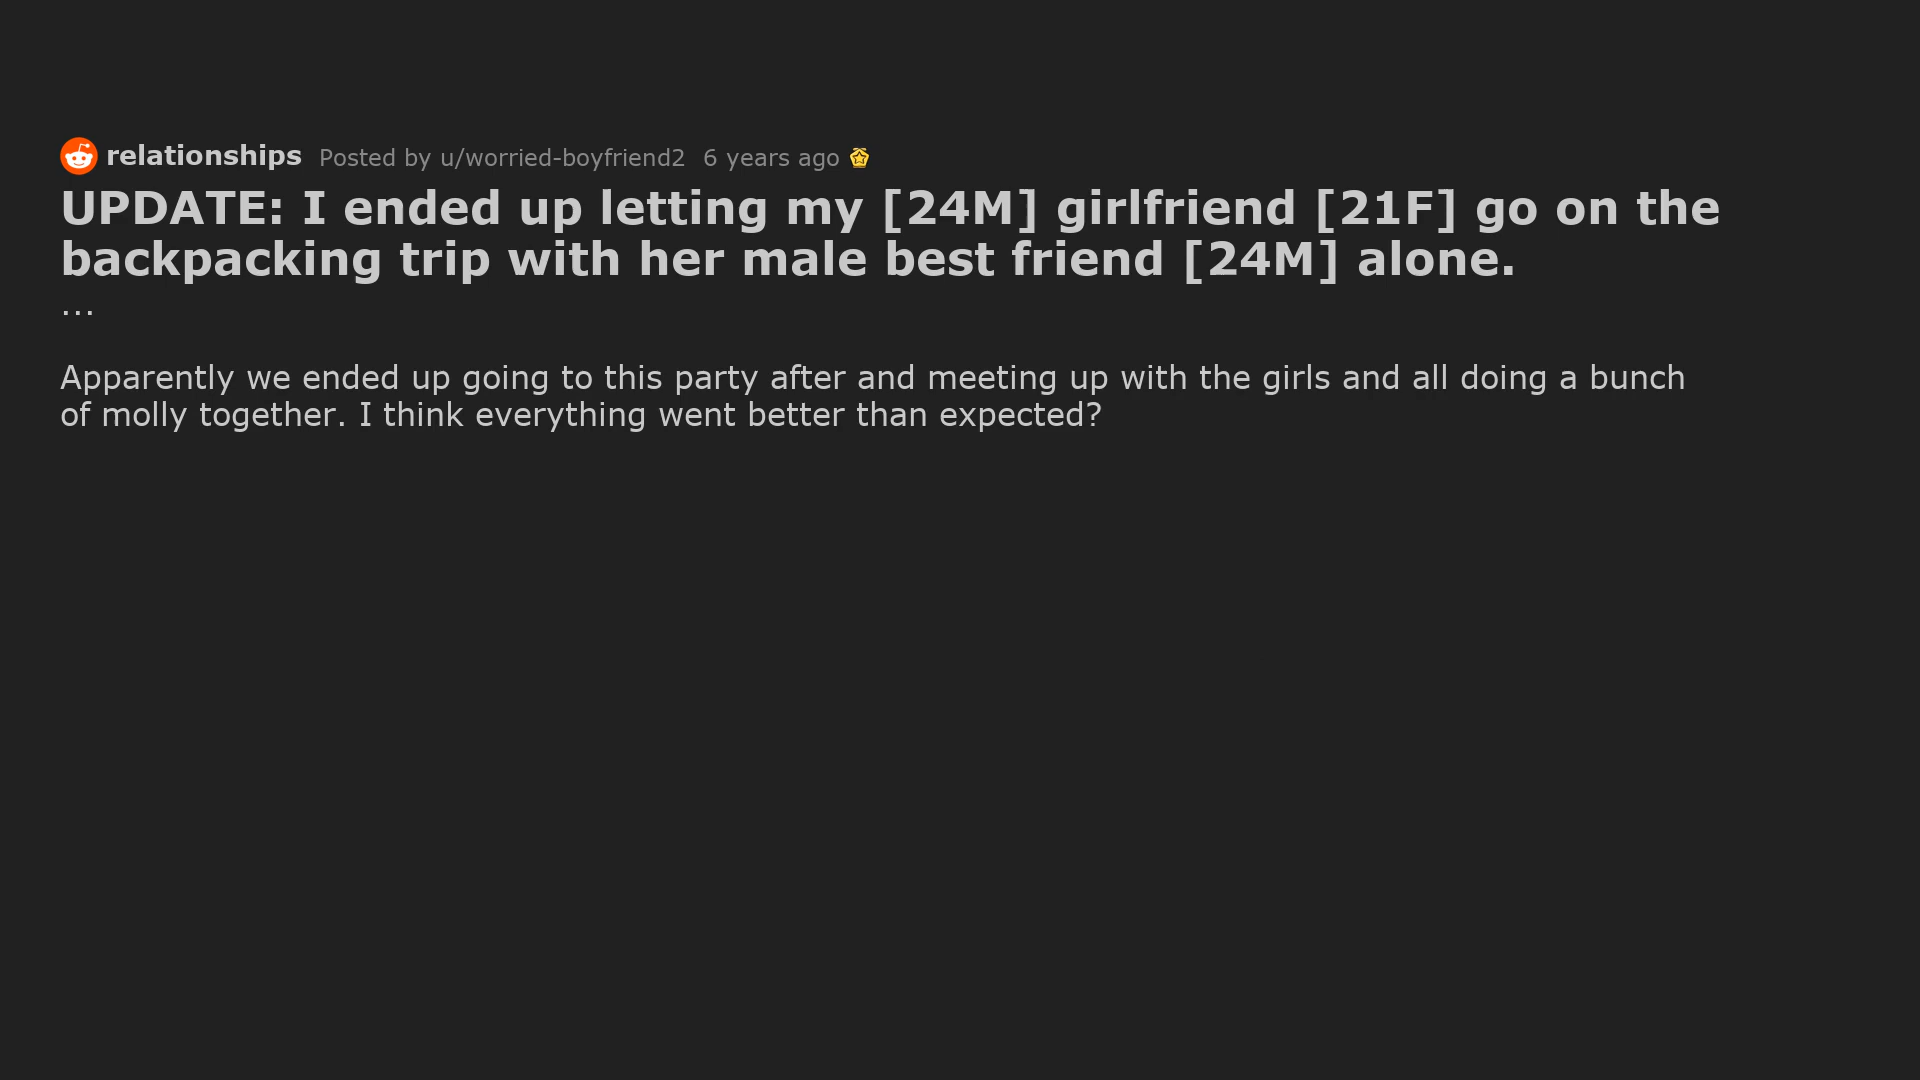 relationships Posted by u/worried-boyfriend2 6 years ago
UPDATE: I ended up letting my [24M] girlfriend [21F] go on the
backpacking trip with her male best friend [24M] alone.
...
Apparently we ended up going to this party after and meeting up with the girls and all doing a bunch
of molly together. I think everything went better than expected?